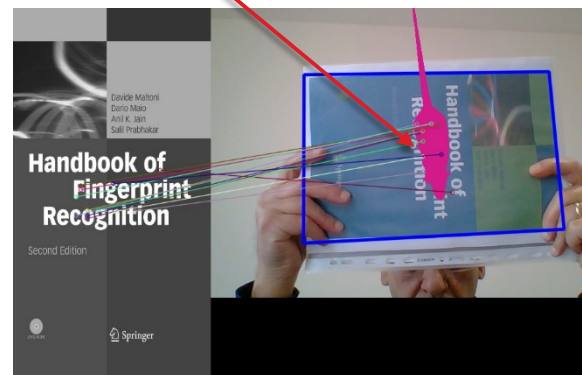 Davide Maltoni
Dario Maio
Anil K. Jain
Salil Prabhakar
Handbook of
Fingerprint
Recognition
Second Edition
Springer
Handbook of